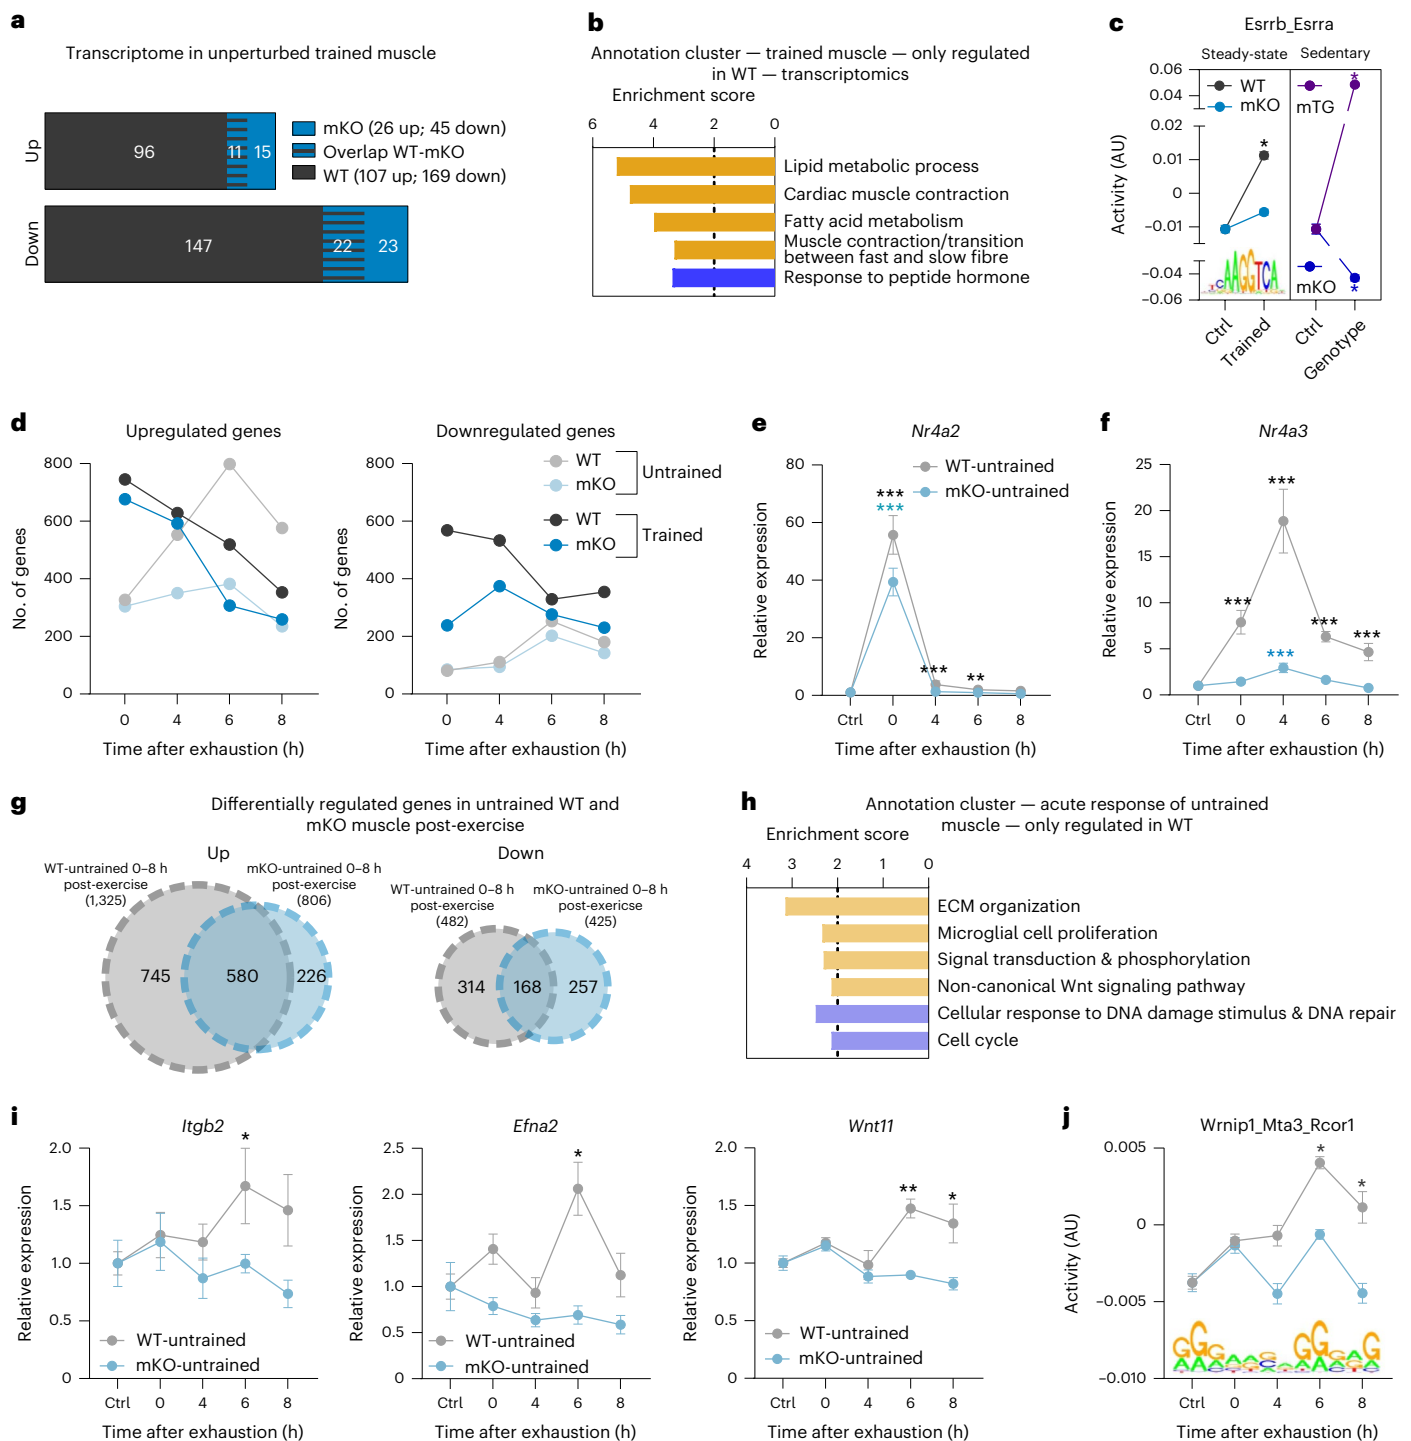 a
Transcriptome in unperturbed trained muscle
Up
96
11
15
mKO (26 up; 45 down)
Overlap WT-mKO
WT (107 up; 169 down)
Down
147
22
23
b
Annotation cluster — trained muscle — only regulated
in WT — transcriptomics
Enrichment score
6 4 2 0
Lipid metabolic process
Cardiac muscle contraction
Fatty acid metabolism
Muscle contraction/transition
between fast and slow fibre
Response to peptide hormone
c
Esrrb_Esrra
Steady-state Sedentary
Activity (AU)
0.06
0.04
0.02
0.01
0
–0.01
–0.04
–0.06
WT
mKO
mTG
mKO
*
*
*
TCAAGGTCA
Ctrl Trained Ctrl Genotype
d
Upregulated genes
No. of genes
800
600
400
200
0
0 4 6 8
Time after exhaustion (h)
Downregulated genes
No. of genes
800
600
400
200
0
0 4 6 8
Time after exhaustion (h)
WT
mKO
Untrained
WT
mKO
Trained
e
Nr4a2
Relative expression
80
60
40
20
0
WT-untrained
mKO-untrained
***
***
***
**
Ctrl 0 4 6 8
Time after exhaustion (h)
f
Nr4a3
Relative expression
25
20
15
10
5
0
***
***
***
***
***
Ctrl 0 4 6 8
Time after exhaustion (h)
g
Differentially regulated genes in untrained WT and
mKO muscle post-exercise
Up
WT-untrained 0–8 h
post-exercise
(1,325)
mKO-untrained 0–8 h
post-exercise
(806)
745
580
226
Down
WT-untrained 0–8 h
post-exericse
(482)
mKO-untrained 0–8 h
post-exericse
(425)
314
168
257
h
Annotation cluster — acute response of untrained
muscle — only regulated in WT
Enrichment score
4 3 2 1 0
ECM organization
Microglial cell proliferation
Signal transduction & phosphorylation
Non-canonical Wnt signaling pathway
Cellular response to DNA damage stimulus & DNA repair
Cell cycle
i
Itgb2
Relative expression
2.0
1.5
1.0
0.5
0
*
WT-untrained
mKO-untrained
Ctrl 0 4 6 8
Time after exhaustion (h)
Efna2
Relative expression
2.5
2.0
1.5
1.0
0.5
0
*
WT-untrained
mKO-untrained
Ctrl 0 4 6 8
Time after exhaustion (h)
Wnt11
Relative expression
2.0
1.5
1.0
0.5
0
**
*
WT-untrained
mKO-untrained
Ctrl 0 4 6 8
Time after exhaustion (h)
j
Wrnip1_Mta3_Rcor1
Activity (AU)
0.005
0
–0.005
–0.010
*
*
Ctrl 0 4 6 8
Time after exhaustion (h)